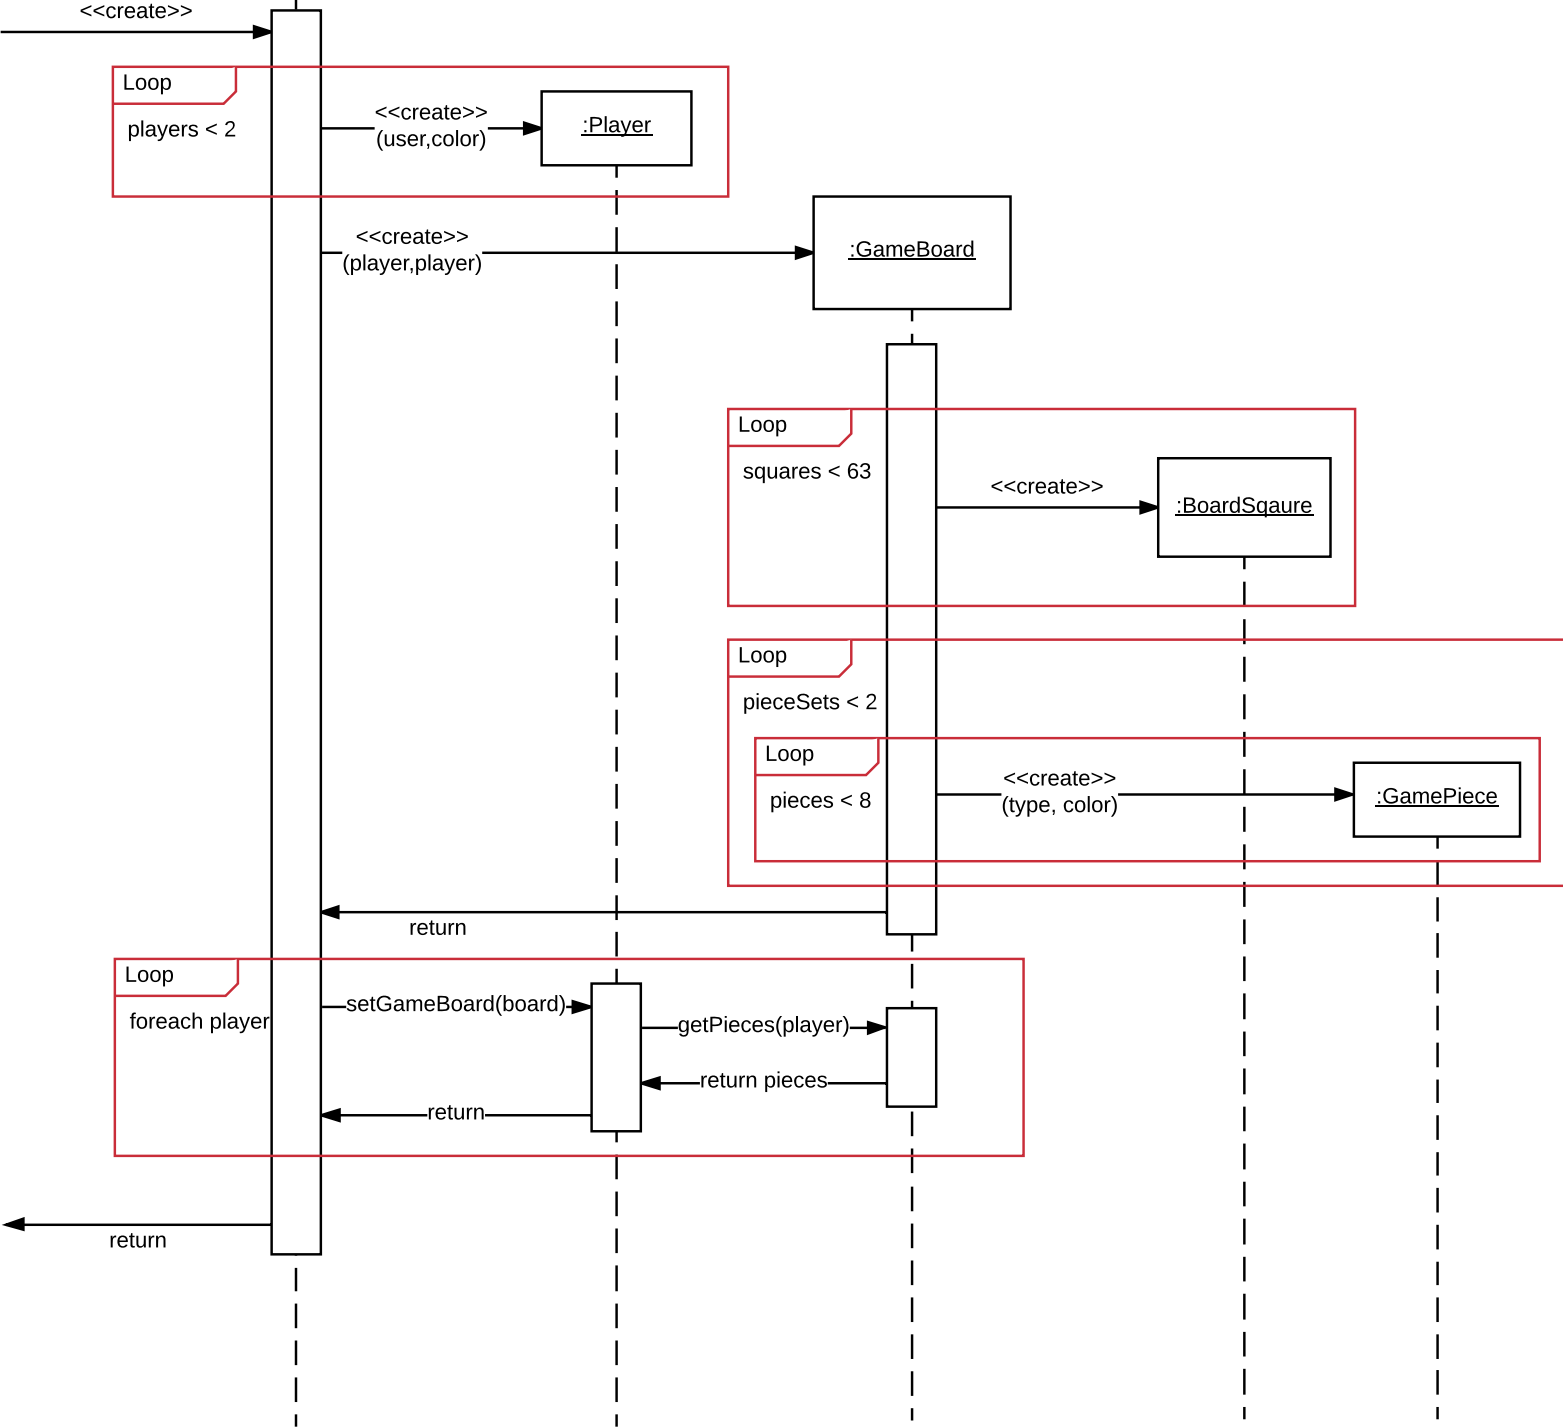 <<create>>
Loop
players < 2
<<create>>
(user,color)
:Player
<<create>>
(player,player)
:GameBoard
Loop
squares < 63
<<create>>
:BoardSqaure
Loop
pieceSets < 2
Loop
pieces < 8
<<create>>
(type, color)
:GamePiece
return
Loop
foreach player
setGameBoard(board)
getPieces(player)
return pieces
return
return